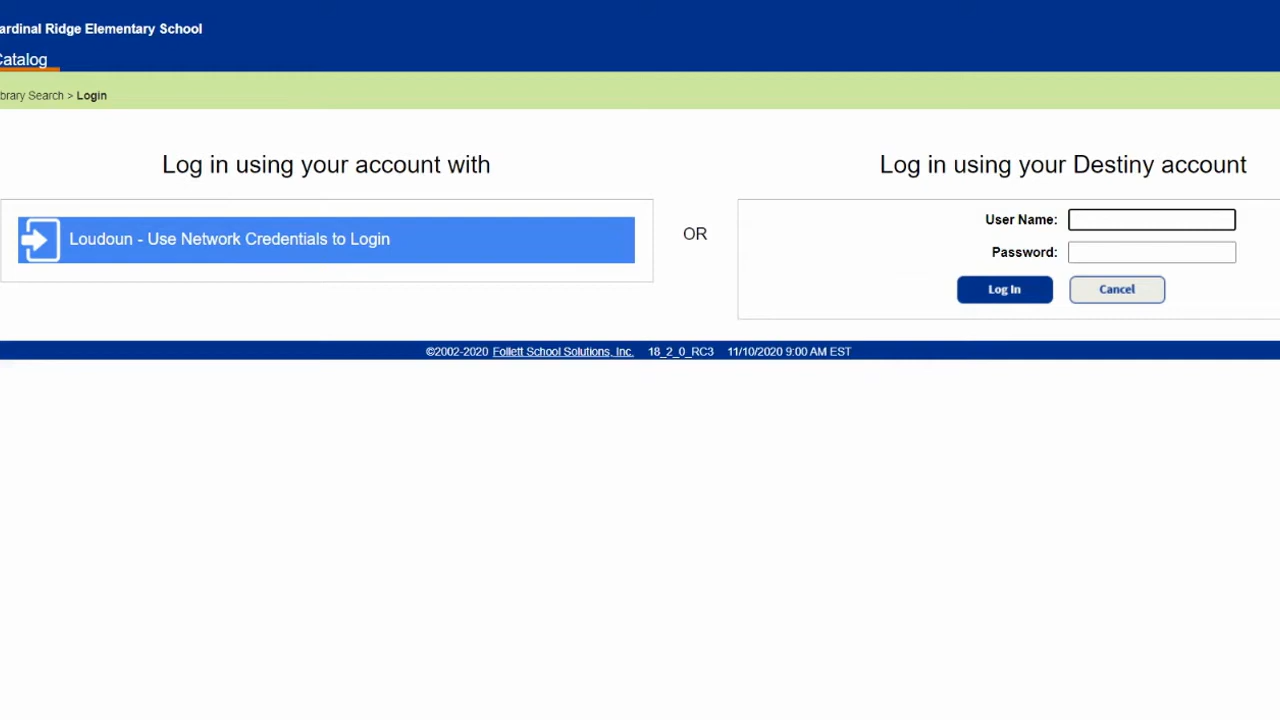 ardinal Ridge Elementary School
Catalog
brary Search > Login
Log in using your account with
Loudoun - Use Network Credentials to Login
OR
Log in using your Destiny account
User Name:
Password:
Log In Cancel
©2002-2020 Follett School Solutions, Inc. 18_2_0_RC3 11/10/2020 9:00 AM EST